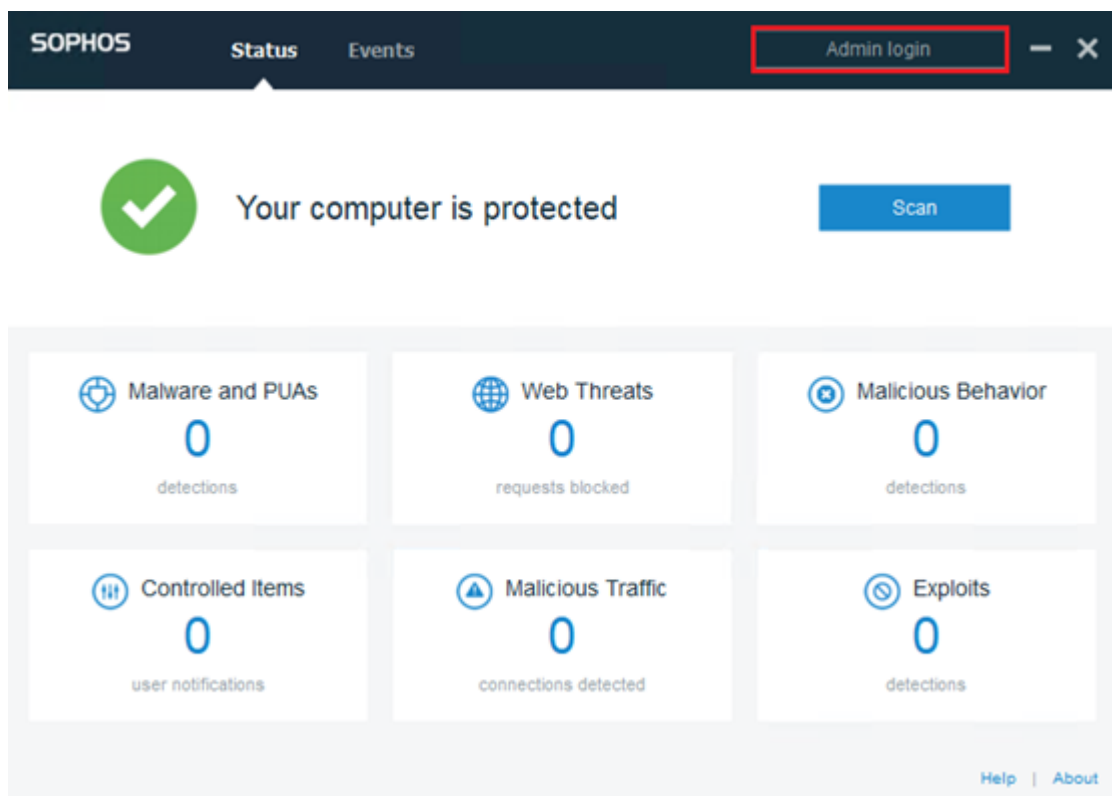 SOPHOS
Status
Events
Admin login
Your computer is protected
Scan
Malware and PUAs
0
detections
Web Threats
0
requests blocked
Malicious Behavior
0
detections
Controlled Items
0
user notifications
Malicious Traffic
0
connections detected
Exploits
0
detections
Help | About